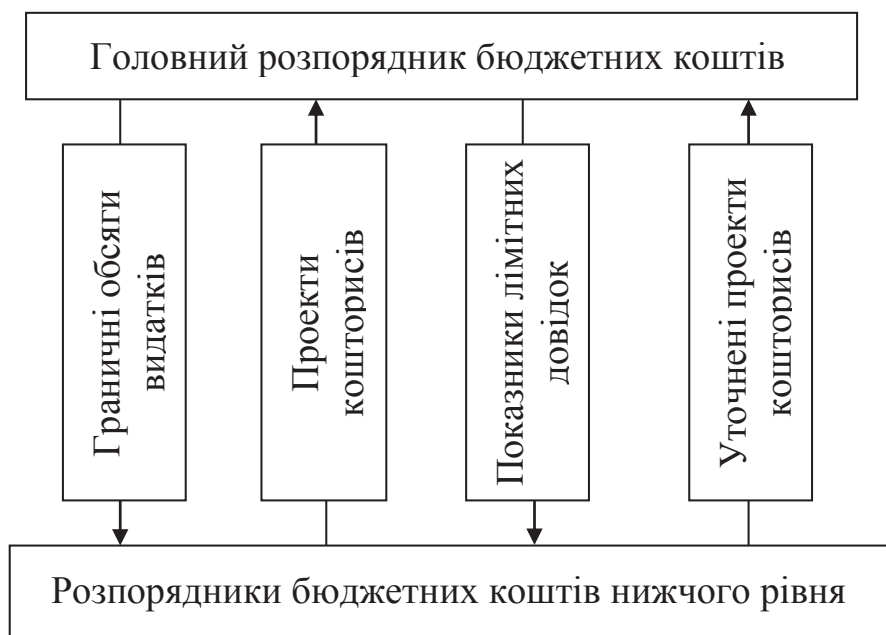 Головний розпорядник бюджетних коштів
Граничні обсяги
видатків
Проекти
кошторисів
Показники лімітних
довідок
Уточнені проекти
кошторисів
Розпорядники бюджетних коштів нижчого рівня